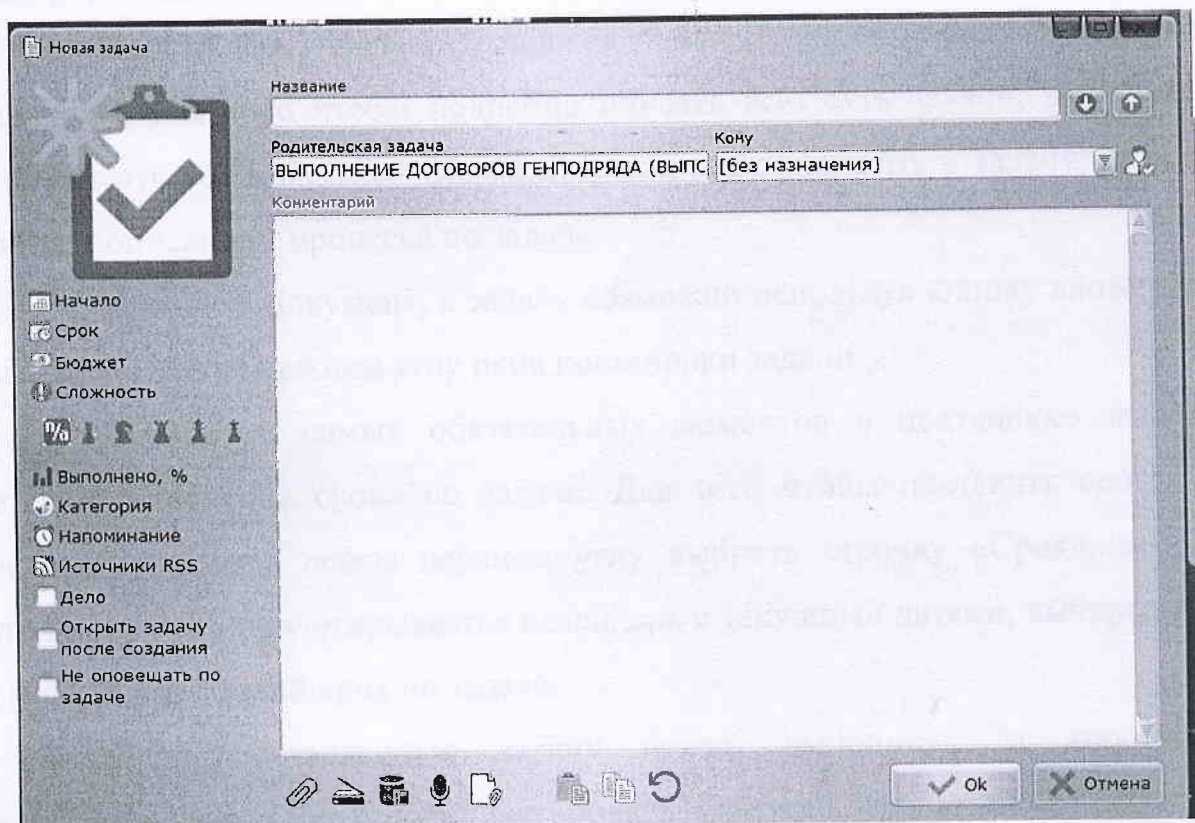 Новая задача
Название
Родительская задача
Кому
ВЫПОЛНЕНИЕ ДОГОВОРОВ ГЕНПОДРЯДА (ВЫПС
[без назначения]
Комментарий
Начало
Срок
Бюджет
Сложность
%
Выполнено, %
Категория
Напоминание
Источники RSS
Дело
Открыть задачу
после создания
Не оповещать по
задаче
Ok
Отмена